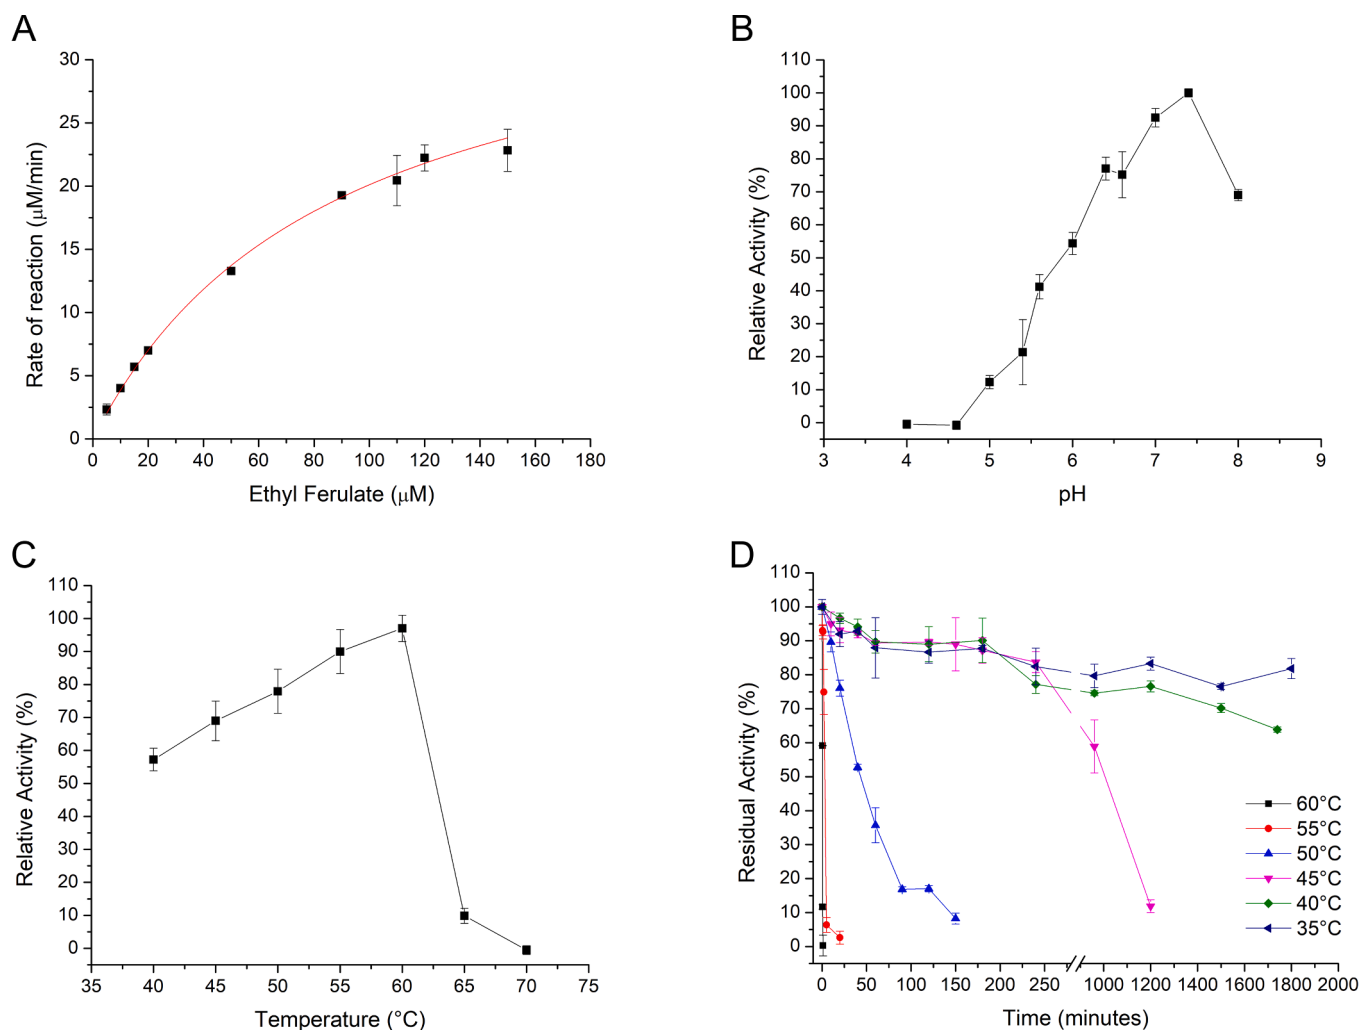 A
30
25
20
15
10
5
0
0 20 40 60 80 100 120 140 160 180
Rate of reaction (μM/min)
Ethyl Ferulate (μM)
B
110
100
90
80
70
60
50
40
30
20
10
0
3 4 5 6 7 8 9
Relative Activity (%)
pH
C
110
100
90
80
70
60
50
40
30
20
10
0
35 40 45 50 55 60 65 70 75
Relative Activity (%)
Temperature (°C)
D
110
100
90
80
70
60
50
40
30
20
10
0
0 50 100 150 200 250 1000 1200 1400 1600 1800 2000
Residual Activity (%)
Time (minutes)
60°C
55°C
50°C
45°C
40°C
35°C